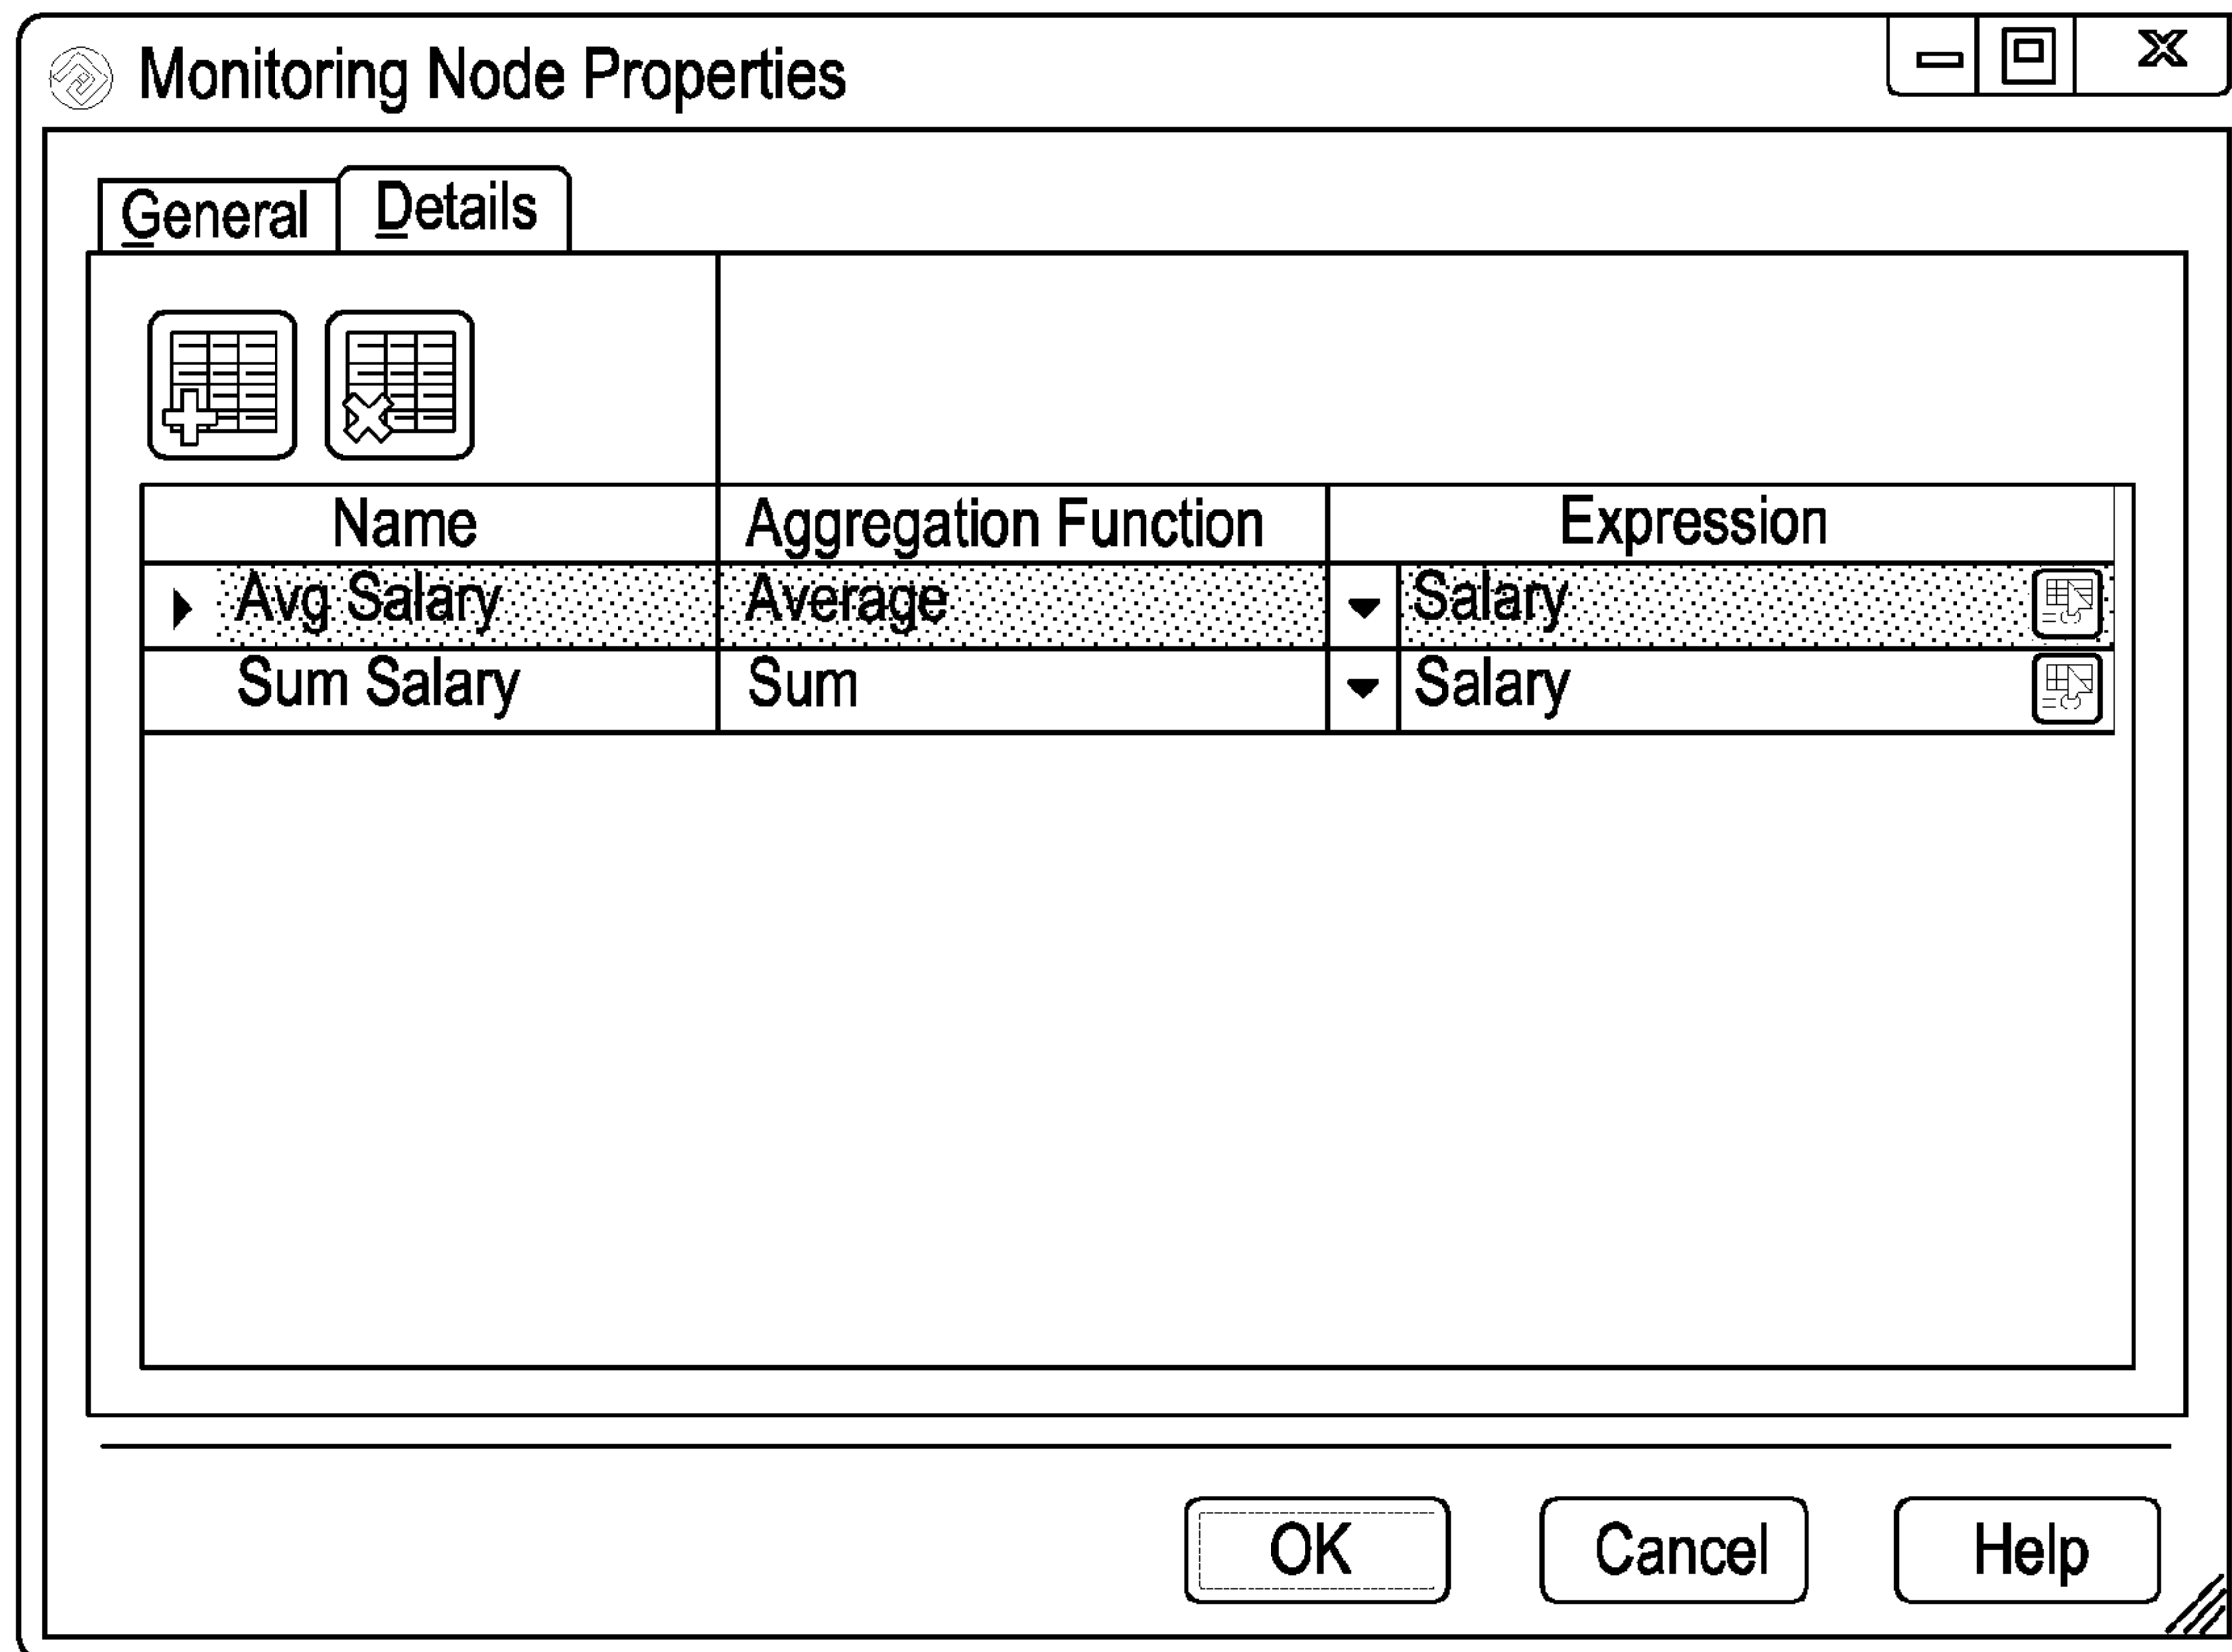 Monitoring Node Properties
General Details
Name Aggregation Function Expression
Avg Salary Average Salary
Sum Salary Sum Salary
OK Cancel Help